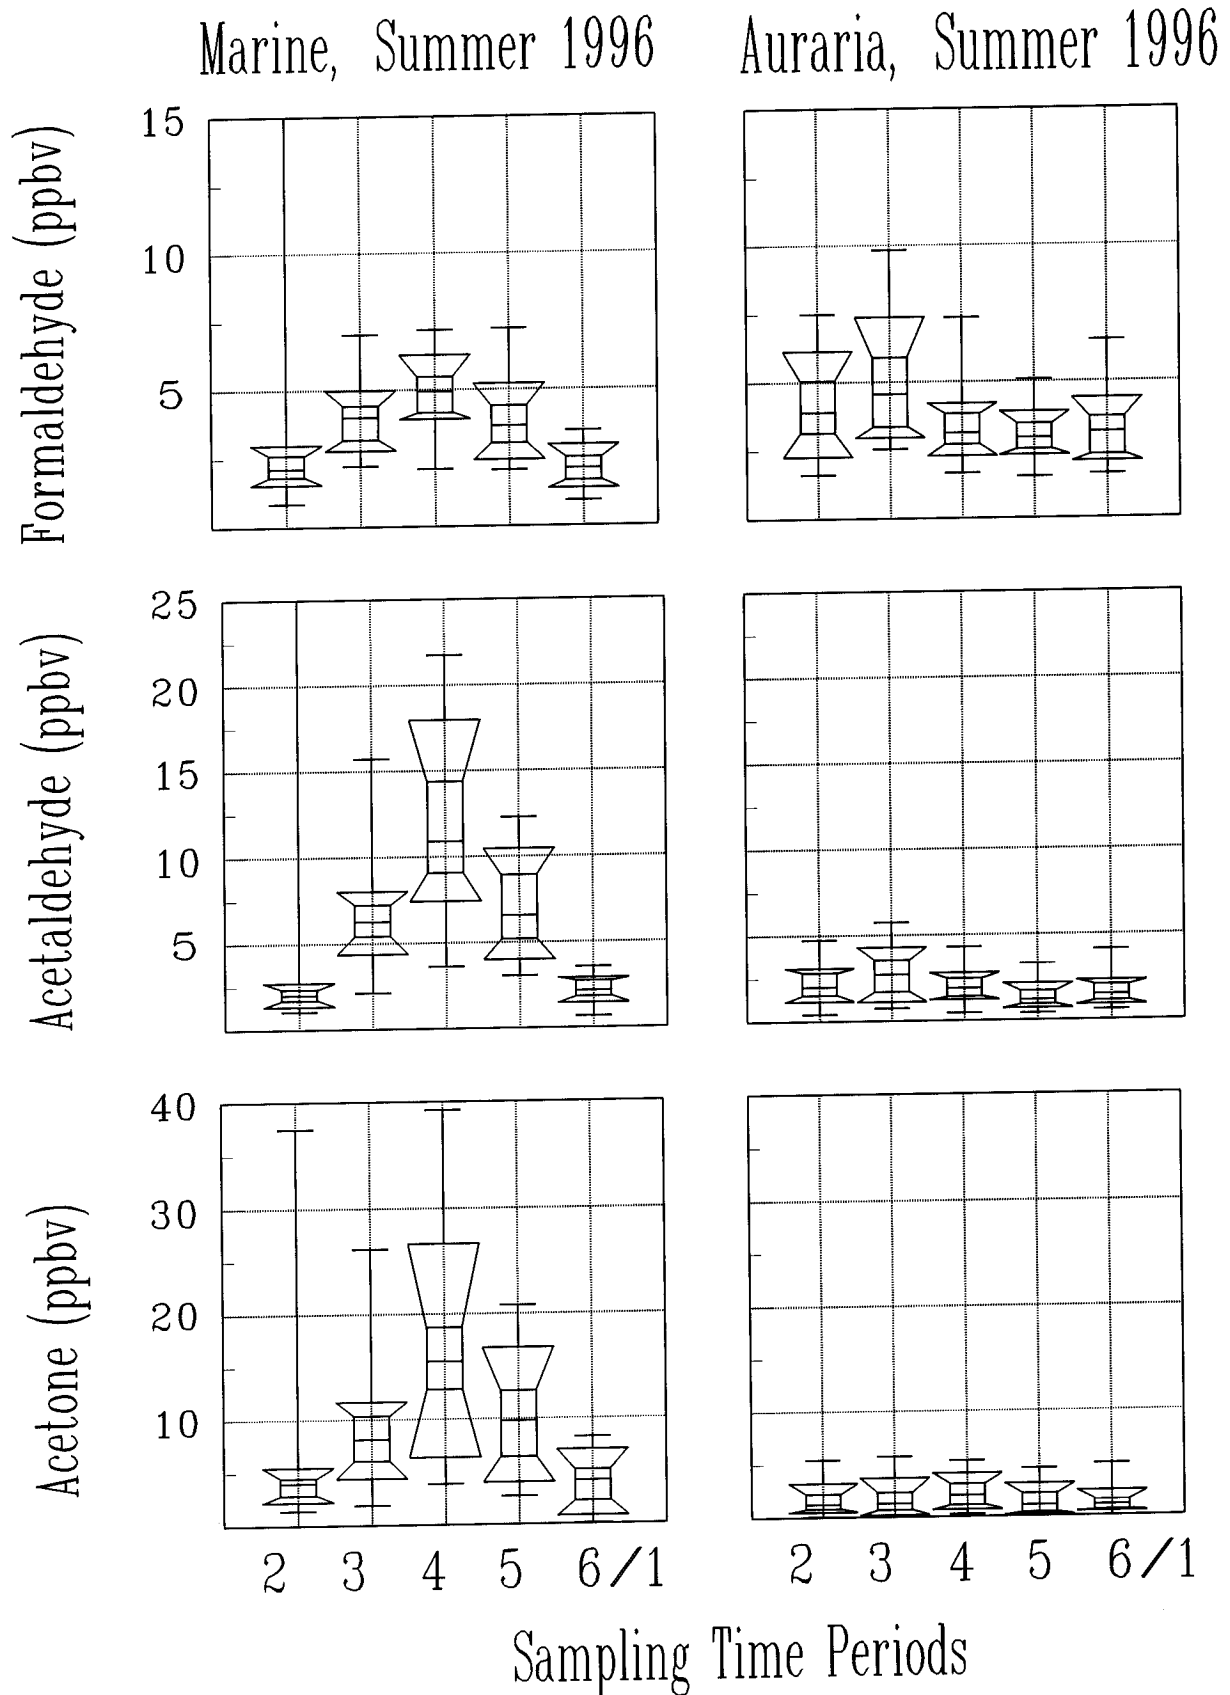 Marine, Summer 1996
Auraria, Summer 1996
Formaldehyde (ppbv)
15
10
5
Acetaldehyde (ppbv)
25
20
15
10
5
Acetone (ppbv)
40
30
20
10
2 3 4 5 6/1
2 3 4 5 6/1
Sampling Time Periods